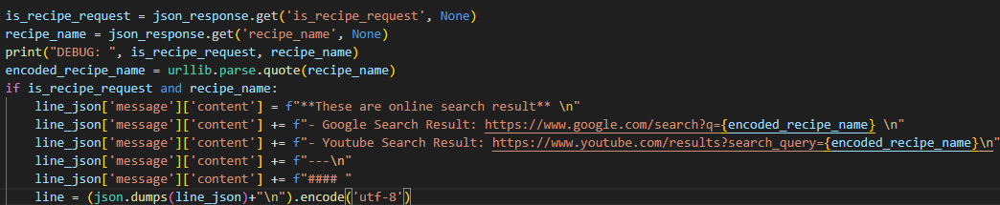 is_recipe_request = json_response.get('is_recipe_request', None)
recipe_name = json_response.get('recipe_name', None)
print("DEBUG: ", is_recipe_request, recipe_name)
encoded_recipe_name = urllib.parse.quote(recipe_name)
if is_recipe_request and recipe_name:
    line_json['message']['content'] = f"**These are online search result** \n"
    line_json['message']['content'] += f"- Google Search Result: https://www.google.com/search?q={encoded_recipe_name} \n"
    line_json['message']['content'] += f"- Youtube Search Result: https://www.youtube.com/results?search_query={encoded_recipe_name}\n"
    line_json['message']['content'] += f"---\n"
    line_json['message']['content'] += f"#### "
    line = (json.dumps(line_json)+"\n").encode('utf-8')